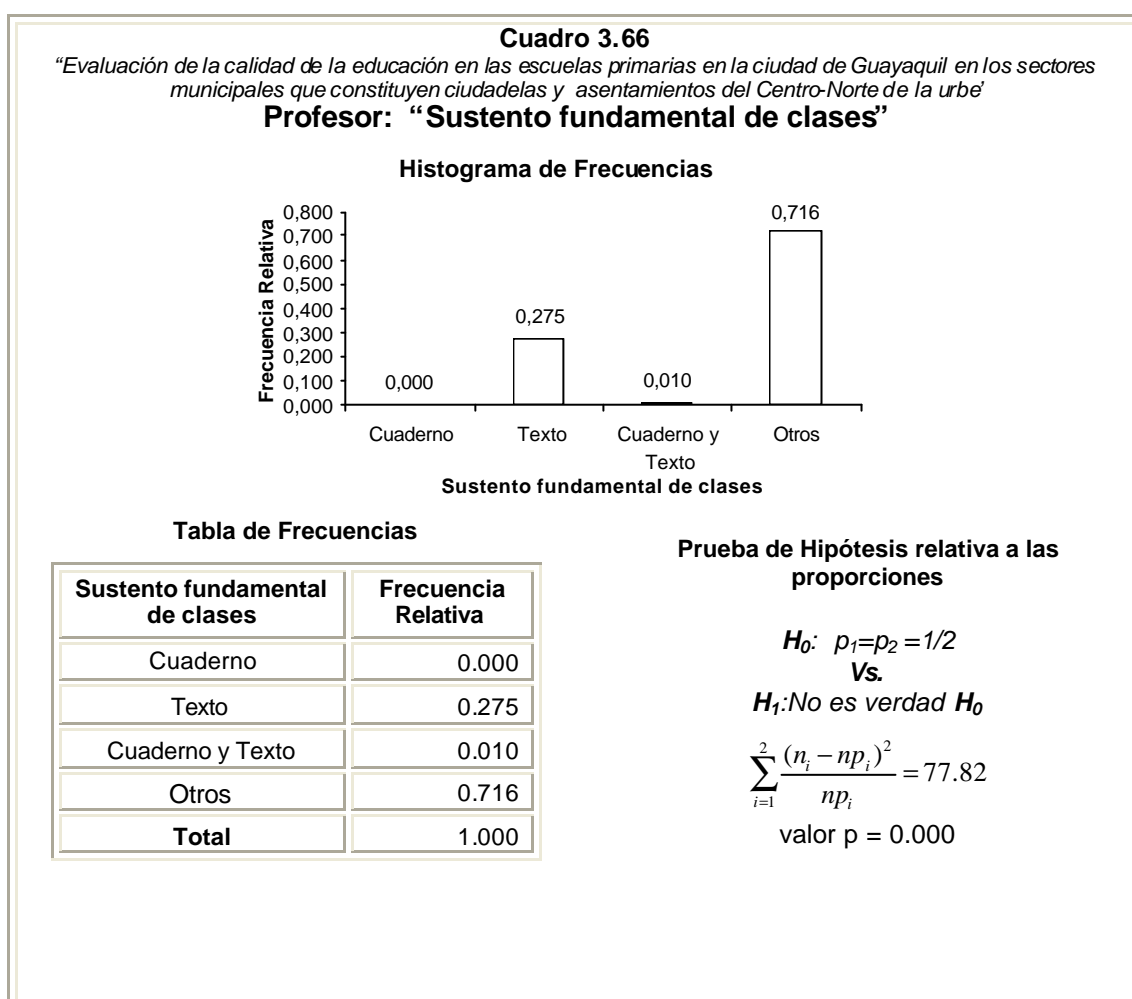 Cuadro 3.66
“Evaluación de la calidad de la educación en las escuelas primarias en la ciudad de Guayaquil en los sectores
municipales que constituyen ciudadelas y asentamientos del Centro-Norte de la urbe’
Profesor: “Sustento fundamental de clases”
Histograma de Frecuencias
Frecuencia Relativa
0,800
0,700
0,600
0,500
0,400
0,300
0,200
0,100
0,000
0,000
0,275
0,010
0,716
Cuaderno
Texto
Cuaderno y
Texto
Otros
Sustento fundamental de clases
Tabla de Frecuencias
Sustento fundamental
de clases
Frecuencia
Relativa
Cuaderno 0.000
Texto 0.275
Cuaderno y Texto 0.010
Otros 0.716
Total 1.000
Prueba de Hipótesis relativa a las
proporciones
H₀: p₁=p₂ =1/2
Vs.
H₁:No es verdad H₀
∑_{i=1}^{2} (n_i − np_i)² / np_i = 77.82
valor p = 0.000